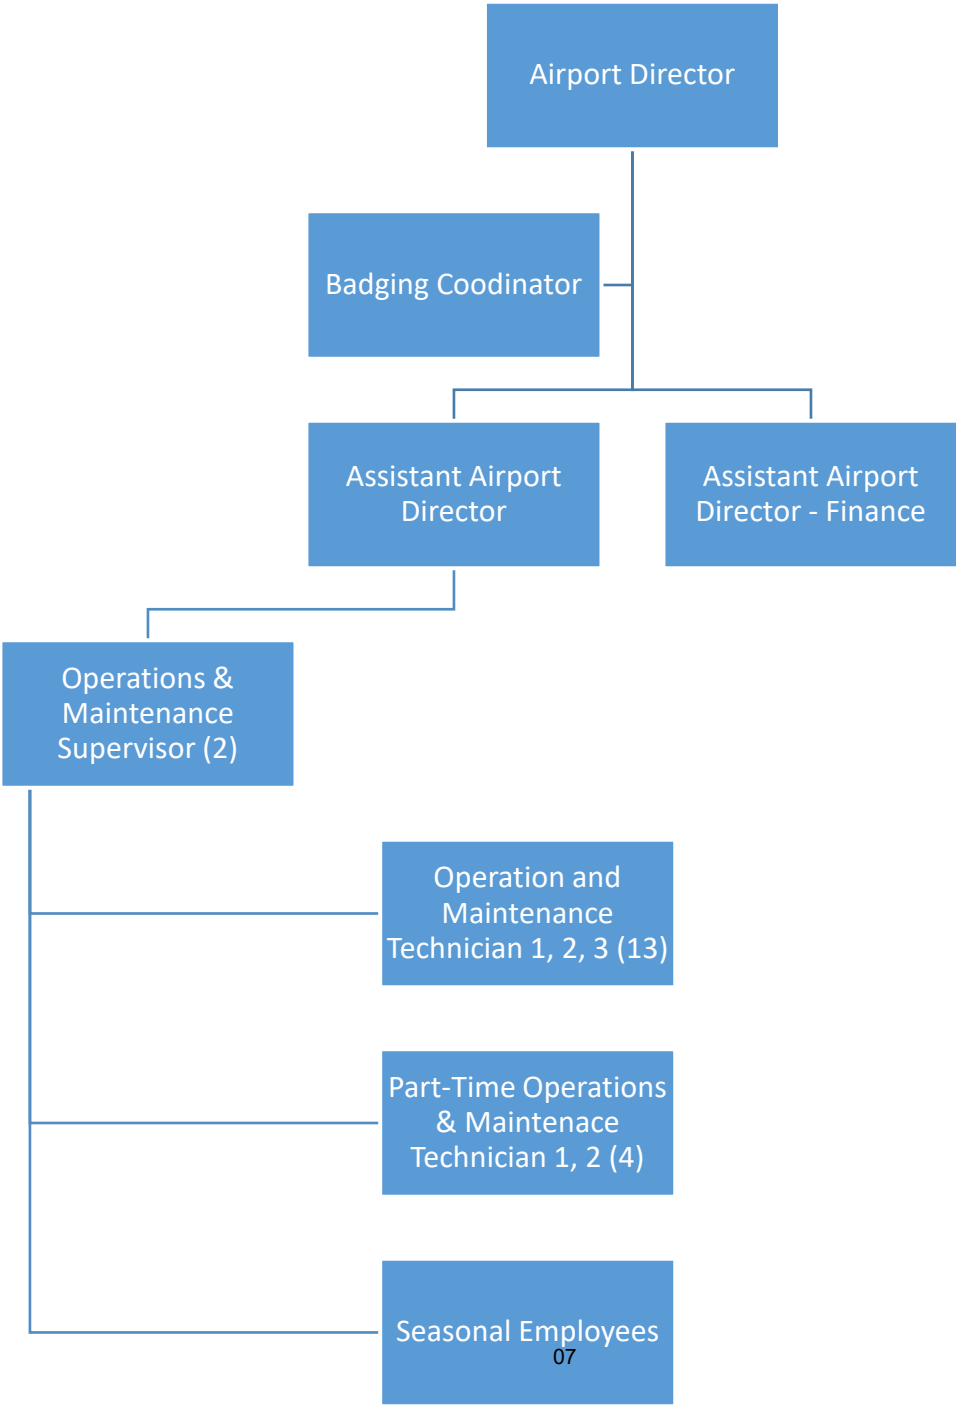 Airport Director
Badging Coodinator
Assistant Airport
Director
Assistant Airport
Director - Finance
Operations &
Maintenance
Supervisor (2)
Operation and
Maintenance
Technician 1, 2, 3 (13)
Part-Time Operations
& Maintenace
Technician 1, 2 (4)
Seasonal Employees
07